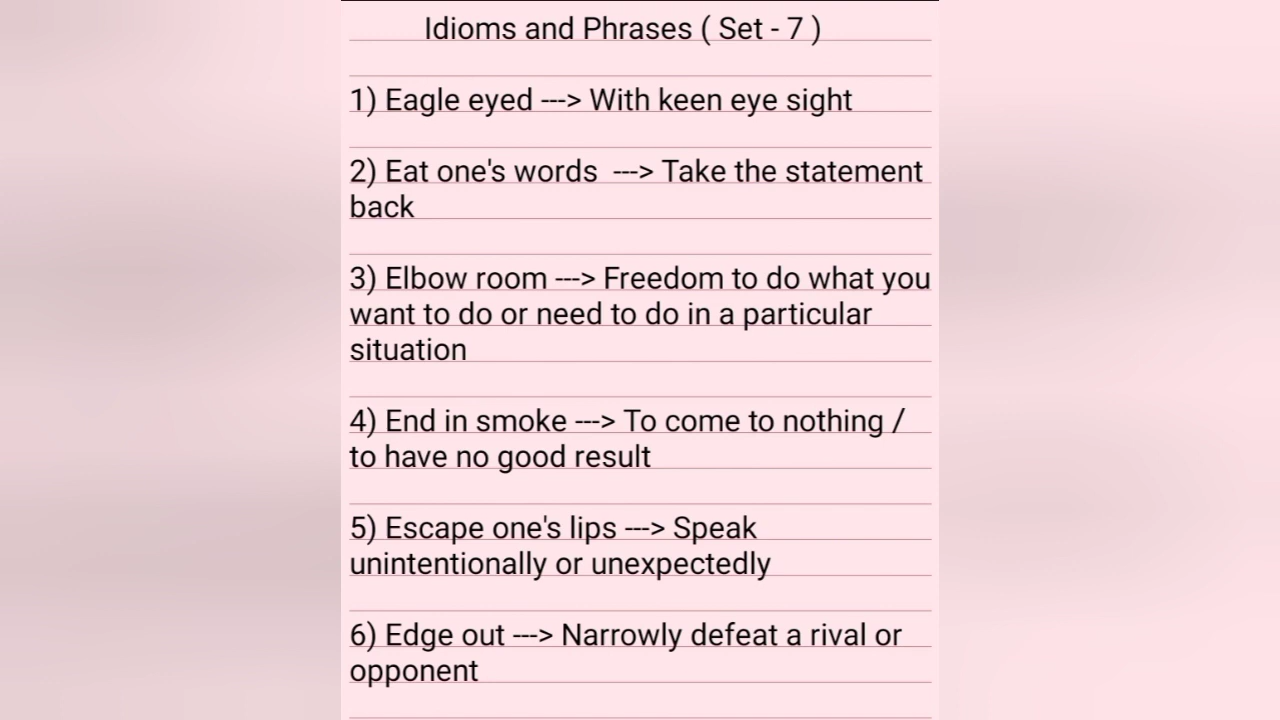 Idioms and Phrases ( Set - 7 )
1) Eagle eyed ---> With keen eye sight
2) Eat one's words  ---> Take the statement
back
3) Elbow room ---> Freedom to do what you
want to do or need to do in a particular
situation
4) End in smoke ---> To come to nothing /
to have no good result
5) Escape one's lips ---> Speak
unintentionally or unexpectedly
6) Edge out ---> Narrowly defeat a rival or
opponent